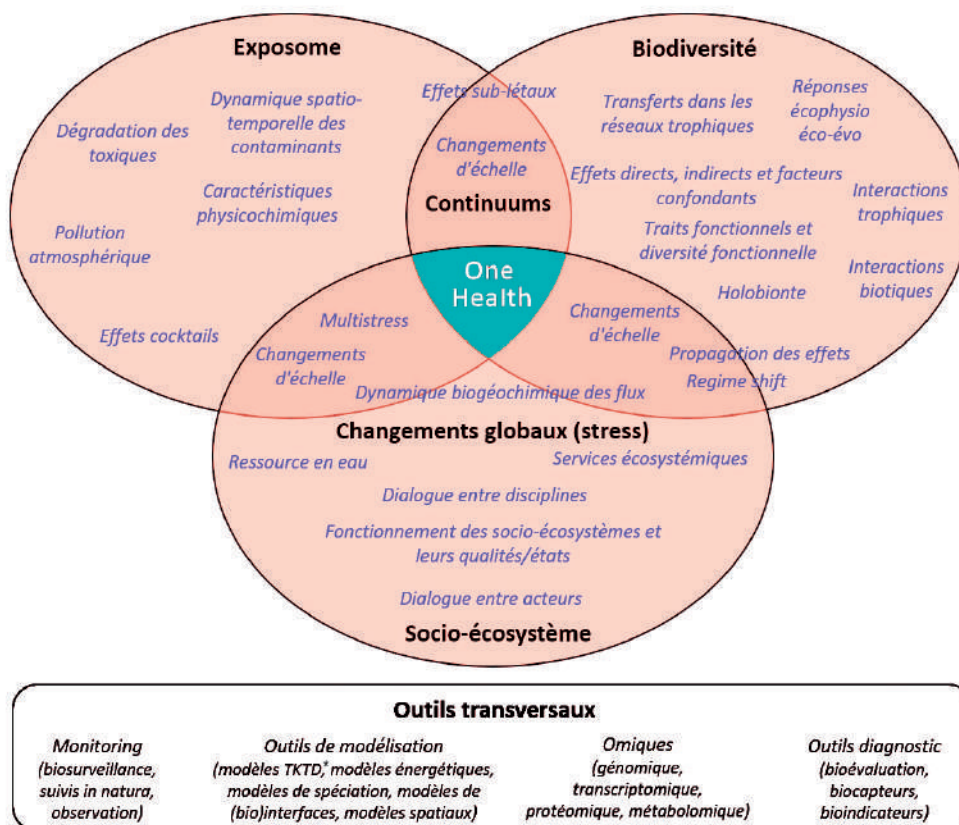 Exposome
Biodiversité
Effets sub-létaux
Dynamique spatio-
temporelle des
contaminants
Dégradation des
toxiques
Transferts dans les
réseaux trophiques
Réponses
écophysio
éco-évo
Changements
d'échelle
Effets directs, indirects et facteurs
confondants
Caractéristiques
physicochimiques
Continuums
Interactions
trophiques
Pollution
atmosphérique
Traits fonctionnels et
diversité fonctionnelle
One
Health
Interactions
biotiques
Holobionte
Multistress
Changements
d'échelle
Effets cocktails
Changements
d'échelle
Propagation des effets
Regime shift
Dynamique biogéochimique des flux
Changements globaux (stress)
Ressource en eau
Services écosystémiques
Dialogue entre disciplines
Fonctionnement des socio-écosystèmes et
leurs qualités/états
Dialogue entre acteurs
Socio-écosystème
Outils transversaux
Monitoring
(biosurveillance,
suivis in natura,
observation)
Outils de modélisation
(modèles TKTD,* modèles énergétiques,
modèles de spéciation, modèles de
(bio)interfaces, modèles spatiaux)
Omiques
(génomique,
transcriptomique,
protéomique, métabolomique)
Outils diagnostic
(bioévaluation,
biocapteurs,
bioindicateurs)